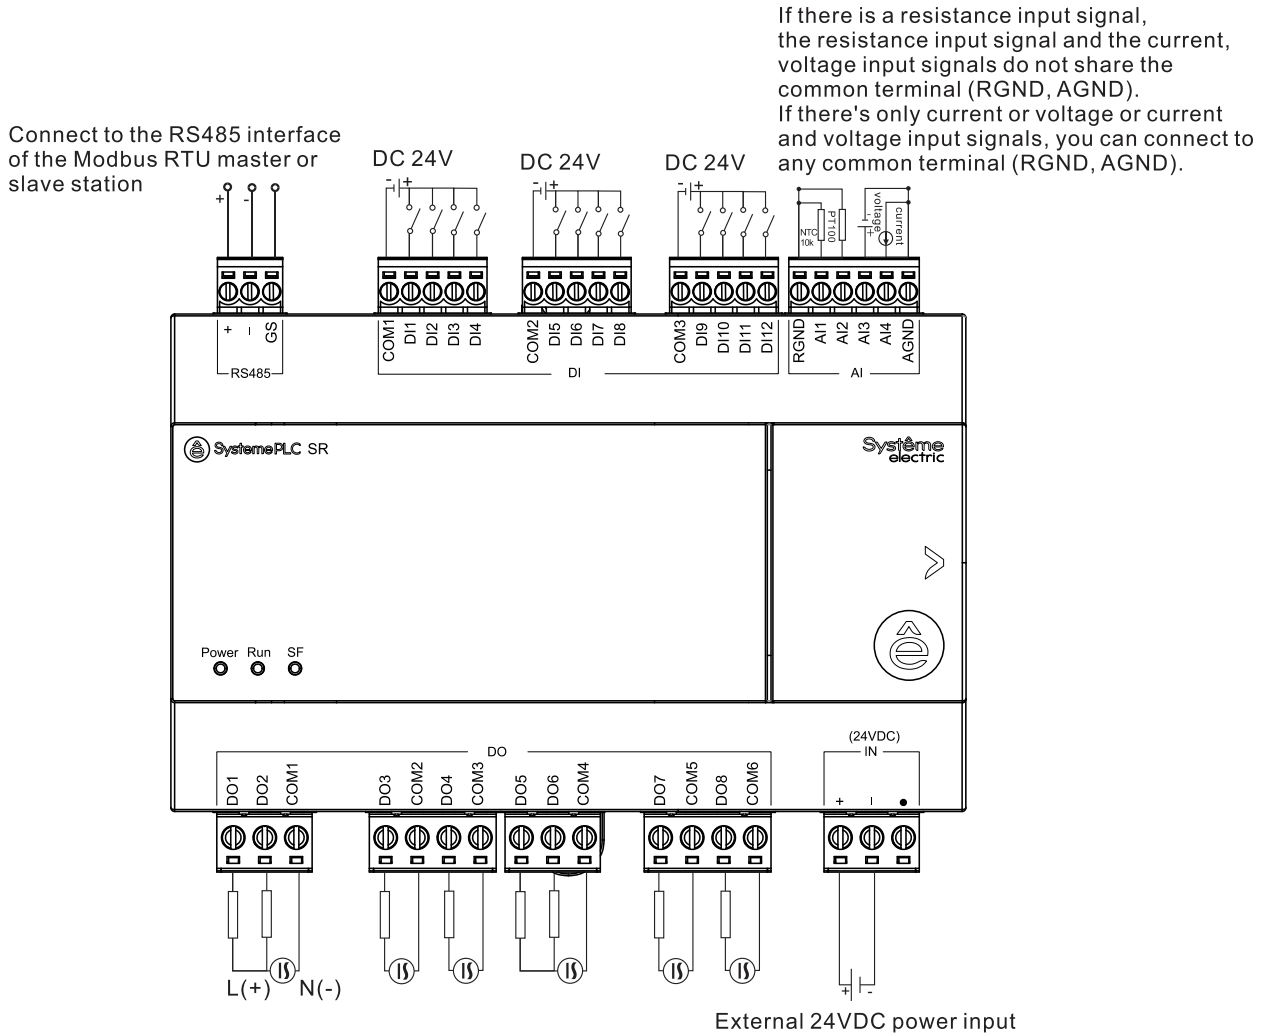 If there is a resistance input signal,
the resistance input signal and the current,
voltage input signals do not share the
common terminal (RGND, AGND).
If there's only current or voltage or current
and voltage input signals, you can connect to
any common terminal (RGND, AGND).
Connect to the RS485 interface
of the Modbus RTU master or
slave station
DC 24V
DC 24V
DC 24V
+ -
- +
- +
- +
NTC
10k
PT100
voltage
- +
current
+ − GS
RS485
COM1 DI1 DI2 DI3 DI4
COM2 DI5 DI6 DI7 DI8
COM3 DI9 DI10 DI11 DI12
DI
RGND AI1 AI2 AI3 AI4 AGND
AI
ê SystemePLC SR
Systême
electric
Power Run SF
ê
(24VDC)
IN
DO
DO1 DO2 COM1
DO3 COM2 DO4 COM3
DO5 DO6 COM4
DO7 COM5 DO8 COM6
+ − ●
L(+) N(-)
+ -
External 24VDC power input